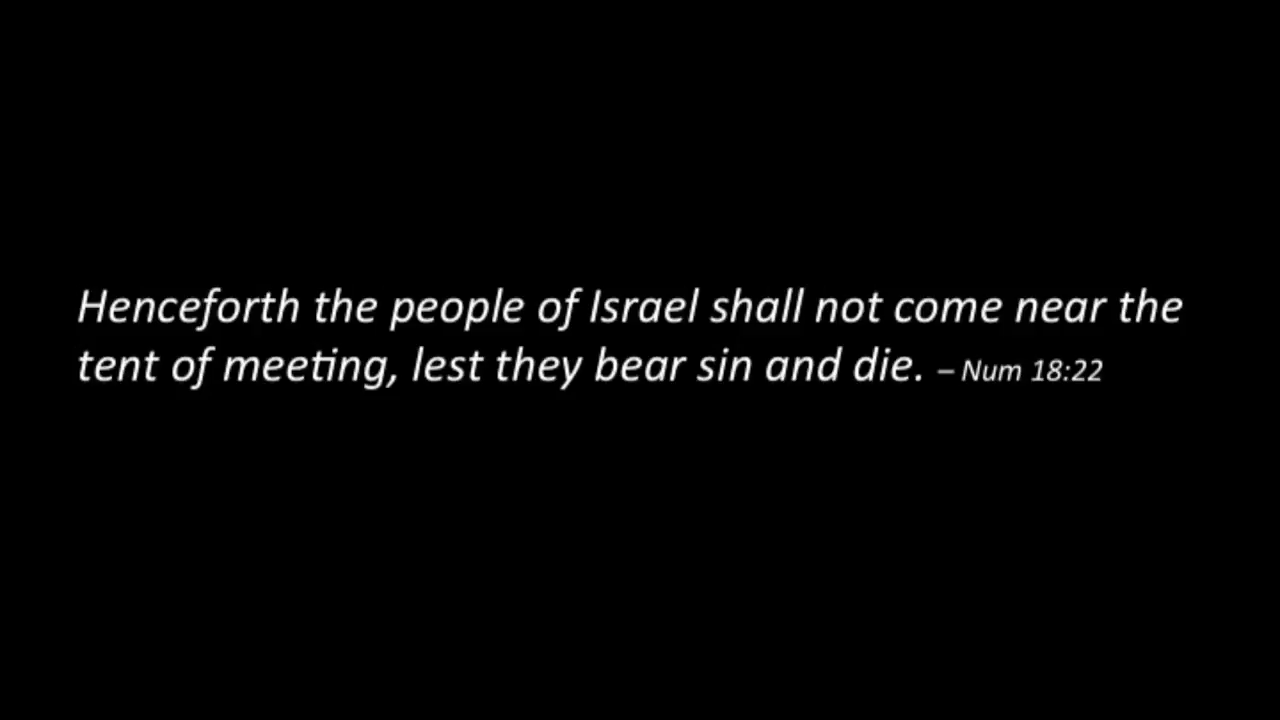 Henceforth the people of Israel shall not come near the
tent of meeting, lest they bear sin and die. – Num 18:22